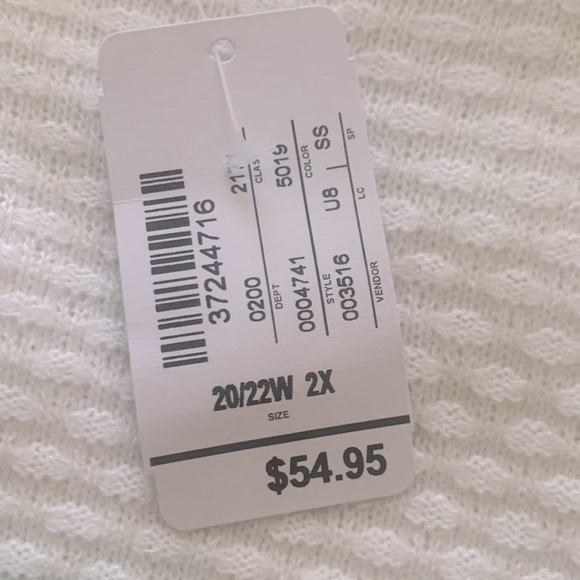 37244716
0200
DEPT
CLAS
0004741 5019
STYLE
COLOR
003516 U8 SS
VENDOR
LC
SP
20/22W 2X
SIZE
$54.95